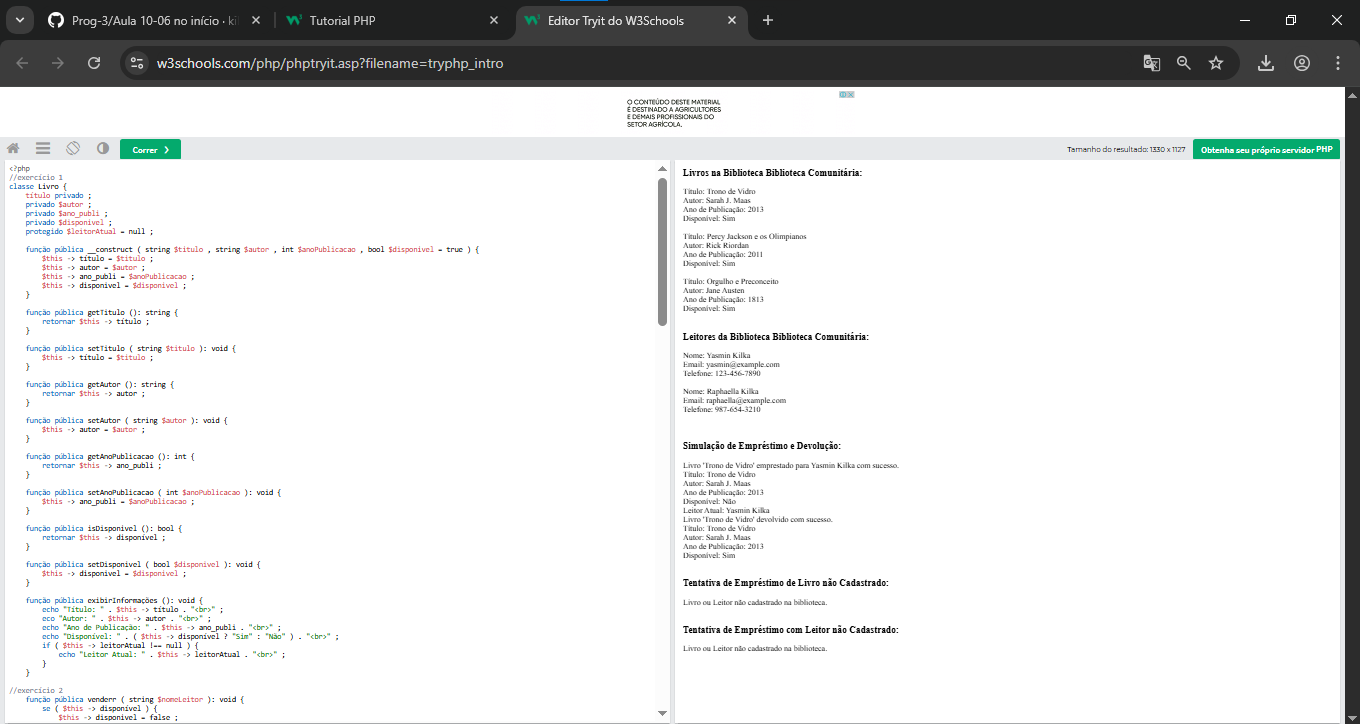 Prog-3/Aula 10-06 no início · kil
Tutorial PHP
Editor Tryit do W3Schools
w3schools.com/php/phptryit.asp?filename=tryphp_intro
O CONTEÚDO DESTE MATERIAL
É DESTINADO A AGRICULTORES
E DEMAIS PROFISSIONAIS DO
SETOR AGRÍCOLA.
Correr ❯
Tamanho do resultado: 1330 x 1127
Obtenha seu próprio servidor PHP
<?php
//exercício 1
classe Livro {
título privado ;
privado $autor ;
privado $ano_publi ;
privado $disponivel ;
protegido $leitorAtual = null ;
função pública __construct ( string $titulo , string $autor , int $anoPublicacao , bool $disponivel = true ) {
$this -> título = $titulo ;
$this -> autor = $autor ;
$this -> ano_publi = $anoPublicacao ;
$this -> disponível = $disponivel ;
}
função pública getTitulo (): string {
retornar $this -> título ;
}
função pública setTitulo ( string $titulo ): void {
$this -> título = $titulo ;
}
função pública getAutor (): string {
retornar $this -> autor ;
}
função pública setAutor ( string $autor ): void {
$this -> autor = $autor ;
}
função pública getAnoPublicacao (): int {
retornar $this -> ano_publi ;
}
função pública setAnoPublicacao ( int $anoPublicacao ): void {
$this -> ano_publi = $anoPublicacao ;
}
função pública isDisponivel (): bool {
retornar $this -> disponível ;
}
função pública setDisponivel ( bool $disponivel ): void {
$this -> disponível = $disponivel ;
}
função pública exibirInformações (): void {
echo "Título: " . $this -> título . "<br>" ;
eco "Autor: " . $this -> autor . "<br>" ;
echo "Ano de Publicação: " . $this -> ano_publi . "<br>" ;
echo "Disponível: " . ( $this -> disponível ? "Sim" : "Não" ) . "<br>" ;
if ( $this -> leitorAtual !== null ) {
echo "Leitor Atual: " . $this -> leitorAtual . "<br>" ;
}
}
//exercício 2
função pública venderr ( string $nomeLeitor ): void {
se ( $this -> disponível ) {
$this -> disponível = false ;
Livros na Biblioteca Biblioteca Comunitária:
Título: Trono de Vidro
Autor: Sarah J. Maas
Ano de Publicação: 2013
Disponível: Sim
Título: Percy Jackson e os Olimpianos
Autor: Rick Riordan
Ano de Publicação: 2011
Disponível: Sim
Título: Orgulho e Preconceito
Autor: Jane Austen
Ano de Publicação: 1813
Disponível: Sim
Leitores da Biblioteca Biblioteca Comunitária:
Nome: Yasmin Kilka
Email: yasmin@example.com
Telefone: 123-456-7890
Nome: Raphaella Kilka
Email: raphaella@example.com
Telefone: 987-654-3210
Simulação de Empréstimo e Devolução:
Livro 'Trono de Vidro' emprestado para Yasmin Kilka com sucesso.
Título: Trono de Vidro
Autor: Sarah J. Maas
Ano de Publicação: 2013
Disponível: Não
Leitor Atual: Yasmin Kilka
Livro 'Trono de Vidro' devolvido com sucesso.
Título: Trono de Vidro
Autor: Sarah J. Maas
Ano de Publicação: 2013
Disponível: Sim
Tentativa de Empréstimo de Livro não Cadastrado:
Livro ou Leitor não cadastrado na biblioteca.
Tentativa de Empréstimo com Leitor não Cadastrado:
Livro ou Leitor não cadastrado na biblioteca.